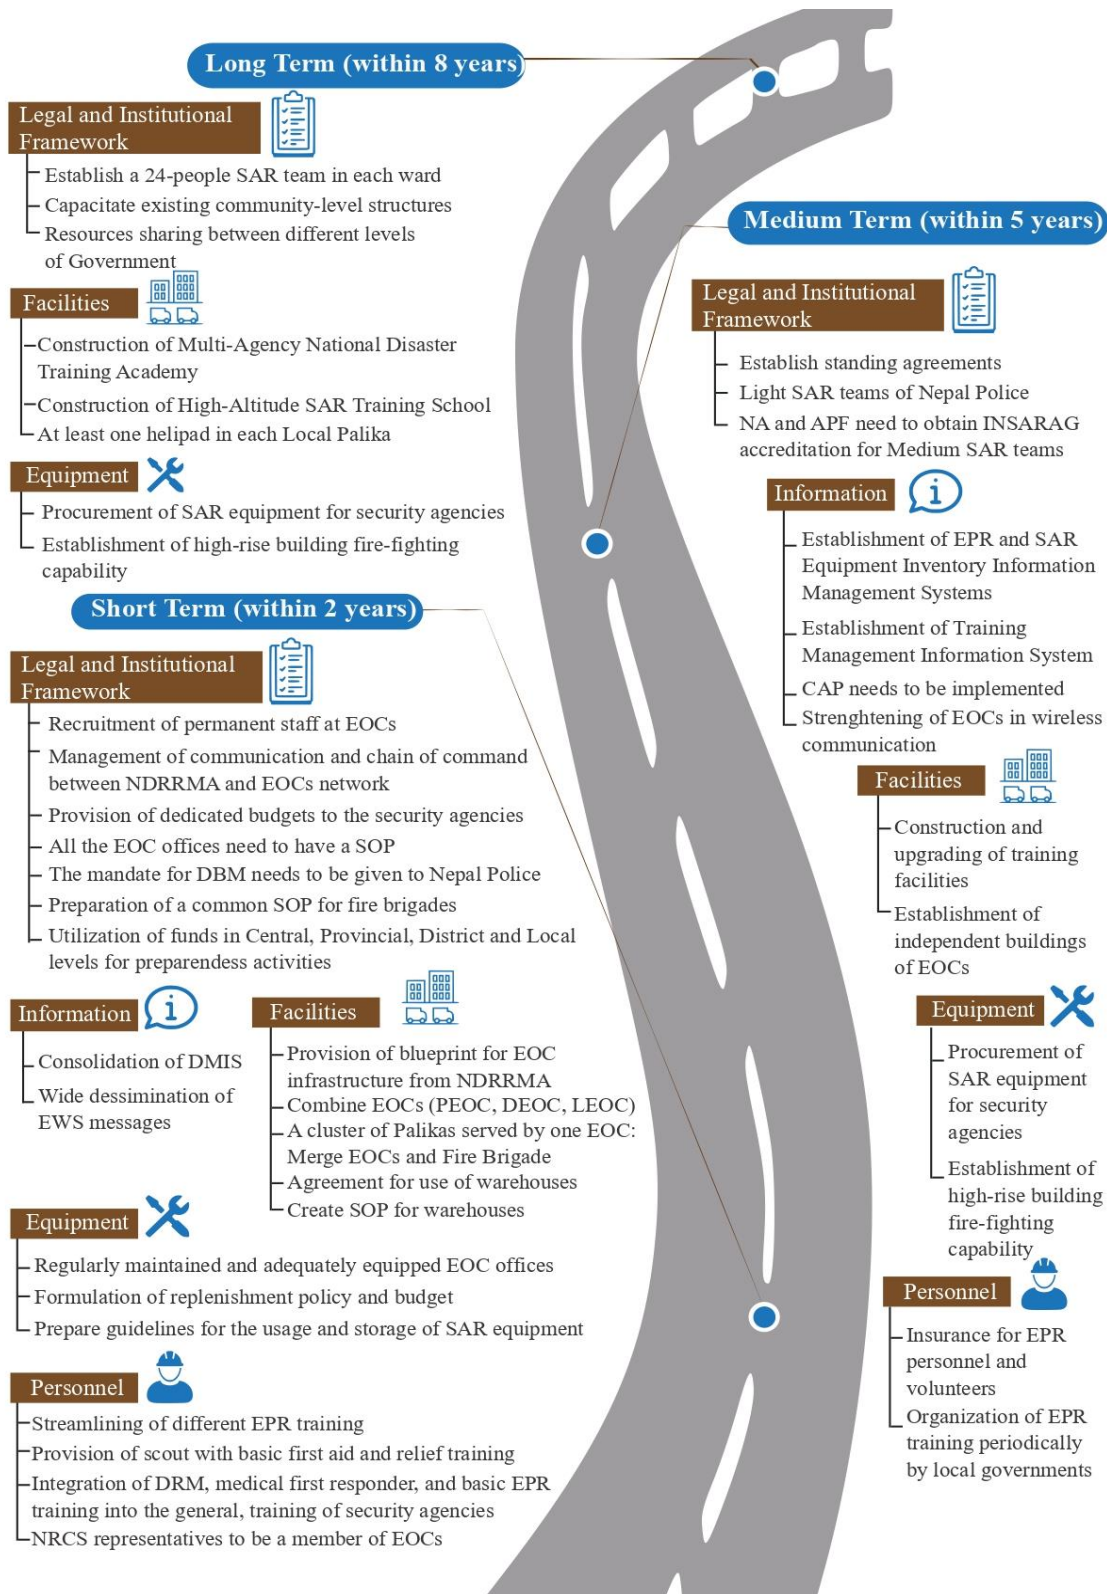 Long Term (within 8 years)
Legal and Institutional
Framework
Establish a 24-people SAR team in each ward
Capacitate existing community-level structures
Resources sharing between different levels
of Government
Facilities
Construction of Multi-Agency National Disaster
Training Academy
Construction of High-Altitude SAR Training School
At least one helipad in each Local Palika
Equipment
Procurement of SAR equipment for security agencies
Establishment of high-rise building fire-fighting
capability
Medium Term (within 5 years)
Legal and Institutional
Framework
Establish standing agreements
Light SAR teams of Nepal Police
NA and APF need to obtain INSARAG
accreditation for Medium SAR teams
Information
Establishment of EPR and SAR
Equipment Inventory Information
Management Systems
Establishment of Training
Management Information System
CAP needs to be implemented
Strenghtening of EOCs in wireless
communication
Facilities
Construction and
upgrading of training
facilities
Establishment of
independent buildings
of EOCs
Equipment
Procurement of
SAR equipment
for security
agencies
Establishment of
high-rise building
fire-fighting
capability
Personnel
Insurance for EPR
personnel and
volunteers
Organization of EPR
training periodically
by local governments
Short Term (within 2 years)
Legal and Institutional
Framework
Recruitment of permanent staff at EOCs
Management of communication and chain of command
between NDRRMA and EOCs network
Provision of dedicated budgets to the security agencies
All the EOC offices need to have a SOP
The mandate for DBM needs to be given to Nepal Police
Preparation of a common SOP for fire brigades
Utilization of funds in Central, Provincial, District and Local
levels for preparendess activities
Information
Consolidation of DMIS
Wide dessimination of
EWS messages
Facilities
Provision of blueprint for EOC
infrastructure from NDRRMA
Combine EOCs (PEOC, DEOC, LEOC)
A cluster of Palikas served by one EOC:
Merge EOCs and Fire Brigade
Agreement for use of warehouses
Create SOP for warehouses
Equipment
Regularly maintained and adequately equipped EOC offices
Formulation of replenishment policy and budget
Prepare guidelines for the usage and storage of SAR equipment
Personnel
Streamlining of different EPR training
Provision of scout with basic first aid and relief training
Integration of DRM, medical first responder, and basic EPR
training into the general, training of security agencies
NRCS representatives to be a member of EOCs